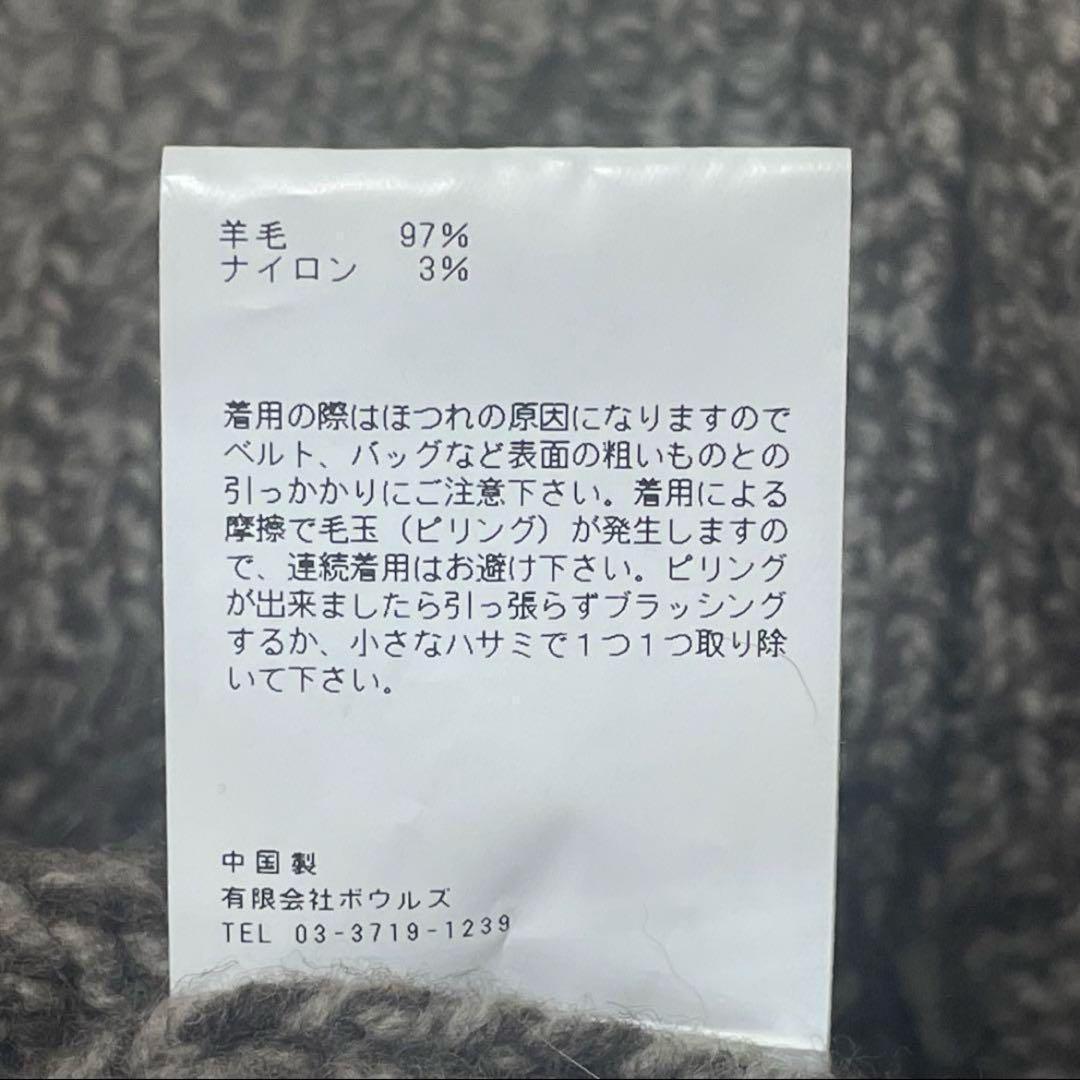 羊毛 97%
ナイロン 3%
着用の際はほつれの原因になりますので
ベルト、バッグなど表面の粗いものとの
引っかかりにご注意下さい。着用による
摩擦で毛玉（ピリング）が発生しますの
で、連続着用はお避け下さい。ピリング
が出来ましたら引っ張らずブラッシング
するか、小さなハサミで１つ１つ取り除
いて下さい。
中国製
有限会社ボウルズ
TEL 03-3719-1239